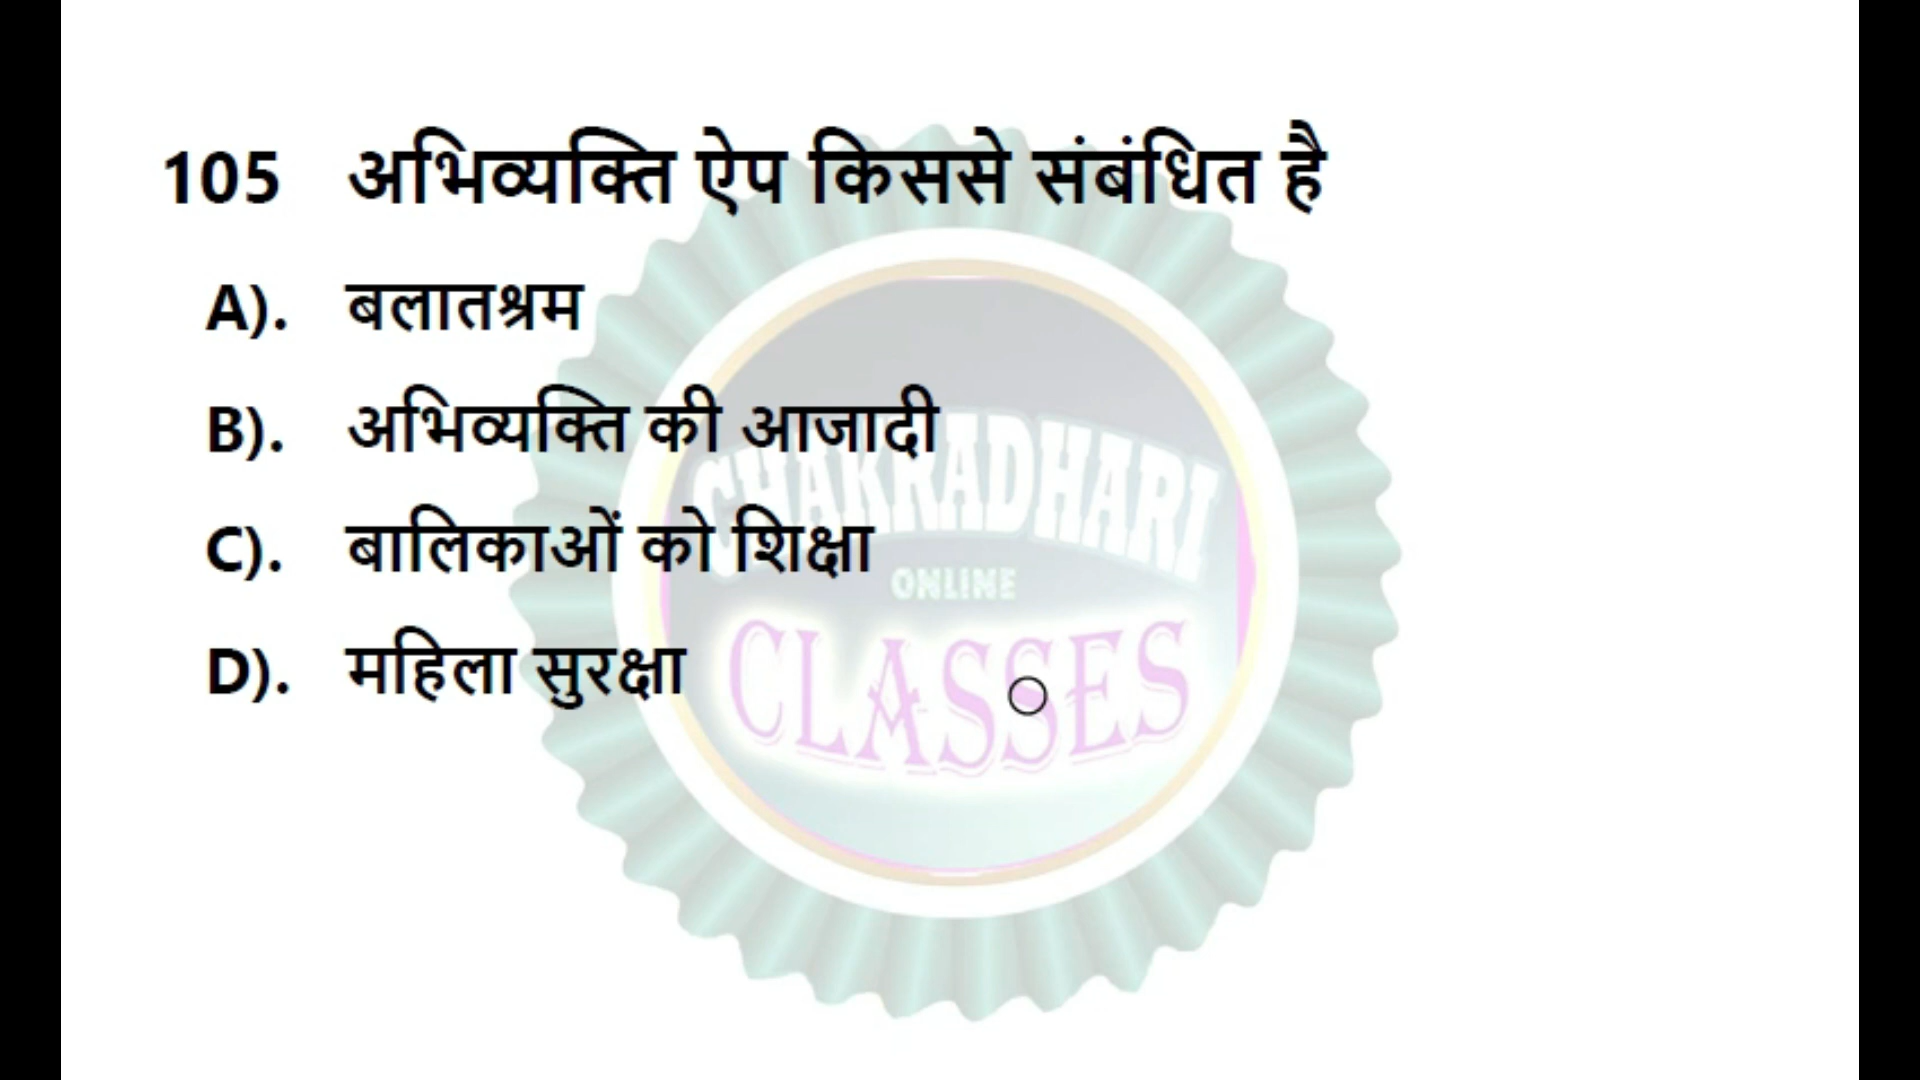 105 अभिव्यक्ति ऐप किससे संबंधित है
A). बलातश्रम
B). अभिव्यक्ति की आजादी
C). बालिकाओं को शिक्षा
D). महिला सुरक्षा
CHAKRADHARI
ONLINE
CLASSES